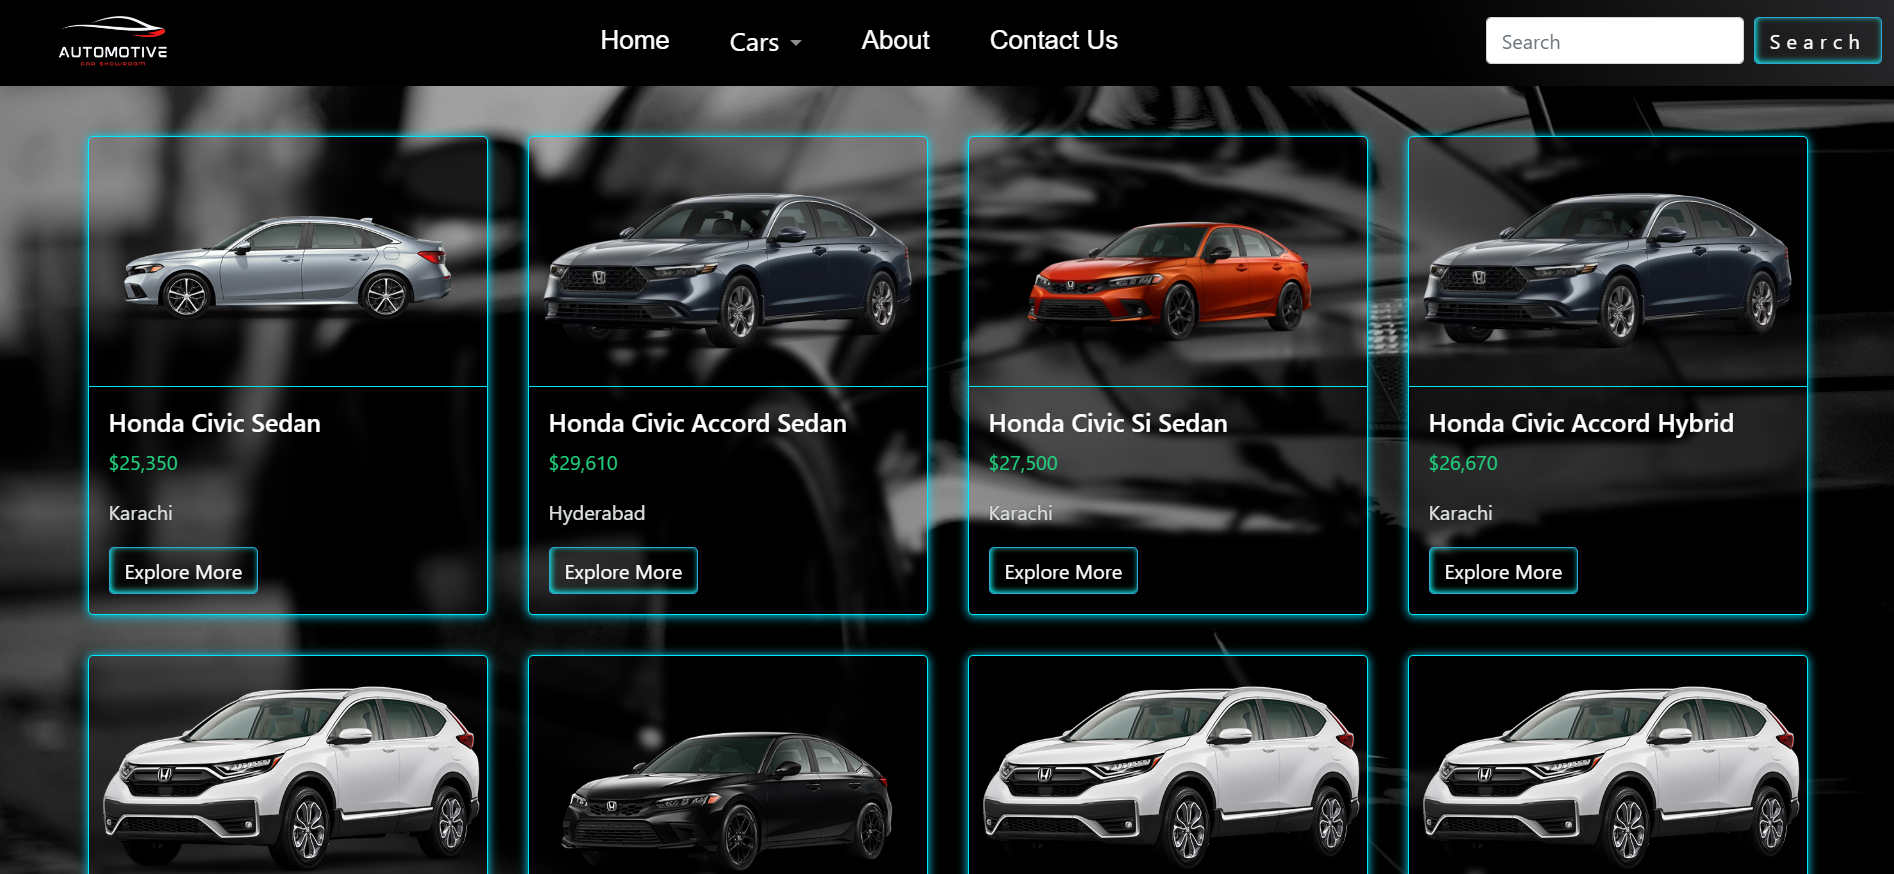 AUTOMOTIVE
CAR SHOWROOM
Home
Cars
About
Contact Us
Search
Search
Honda Civic Sedan
$25,350
Karachi
Explore More
Honda Civic Accord Sedan
$29,610
Hyderabad
Explore More
Honda Civic Si Sedan
$27,500
Karachi
Explore More
Honda Civic Accord Hybrid
$26,670
Karachi
Explore More